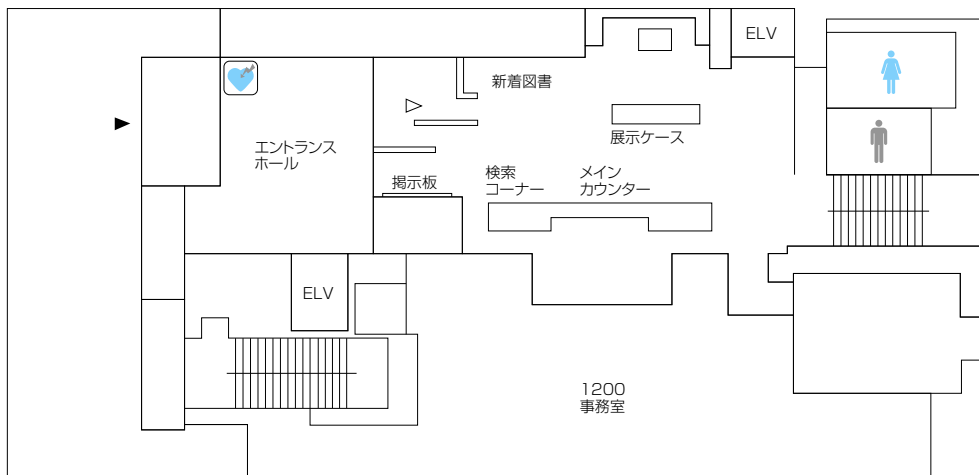 ELV
新着図書
展示ケース
エントランス
ホール
掲示板
検索
コーナー
メイン
カウンター
ELV
1200
事務室